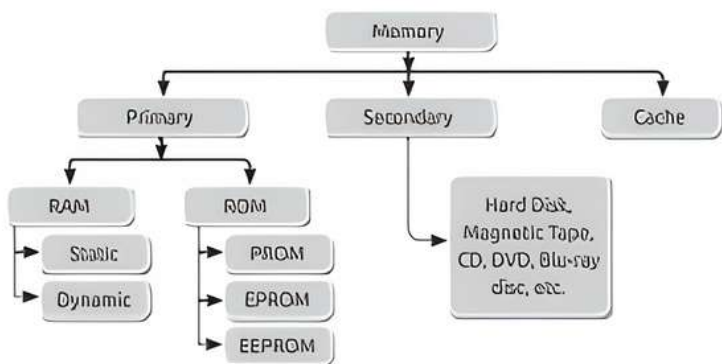 Memory
Primary
Secondary
Cache
RAM
ROM
Static
PROM
Dynamic
EPROM
EEPROM
Hard Disk,
Magnetic Tape,
CD, DVD, Blu-ray
disc, etc.